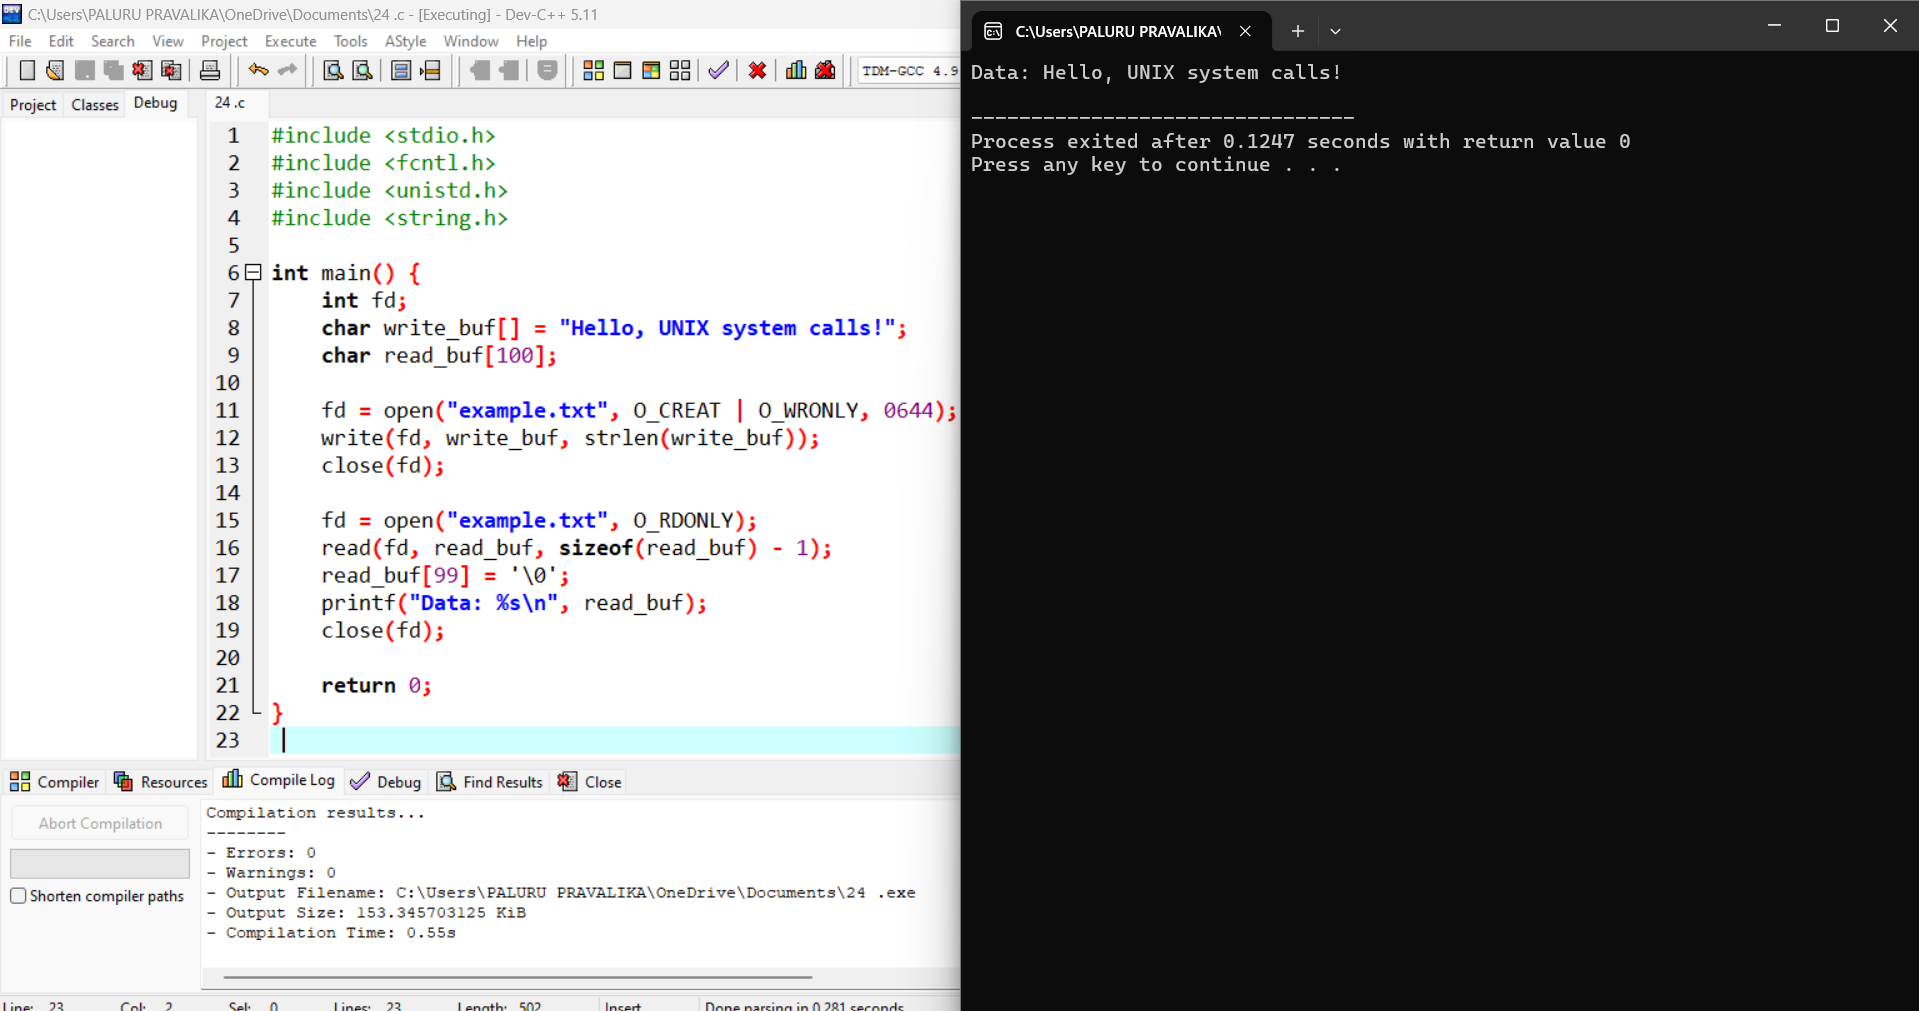 C:\Users\PALURU PRAVALIKA\OneDrive\Documents\24 .c - [Executing] - Dev-C++ 5.11
File Edit Search View Project Execute Tools AStyle Window Help
TDM-GCC 4.9
Project Classes Debug
24 .c
1 #include <stdio.h>
2 #include <fcntl.h>
3 #include <unistd.h>
4 #include <string.h>
5
6 int main() {
7 int fd;
8 char write_buf[] = "Hello, UNIX system calls!";
9 char read_buf[100];
10
11 fd = open("example.txt", O_CREAT | O_WRONLY, 0644);
12 write(fd, write_buf, strlen(write_buf));
13 close(fd);
14
15 fd = open("example.txt", O_RDONLY);
16 read(fd, read_buf, sizeof(read_buf) - 1);
17 read_buf[99] = '\0';
18 printf("Data: %s\n", read_buf);
19 close(fd);
20
21 return 0;
22 }
23
Compiler Resources Compile Log Debug Find Results Close
Abort Compilation
Shorten compiler paths
Compilation results...
--------
- Errors: 0
- Warnings: 0
- Output Filename: C:\Users\PALURU PRAVALIKA\OneDrive\Documents\24 .exe
- Output Size: 153.345703125 KiB
- Compilation Time: 0.55s
Line: 23 Col: 2 Sel: 0 Lines: 23 Length: 502 Insert Done parsing in 0.281 seconds
C:\Users\PALURU PRAVALIKA\
Data: Hello, UNIX system calls!
--------------------------------
Process exited after 0.1247 seconds with return value 0
Press any key to continue . . .